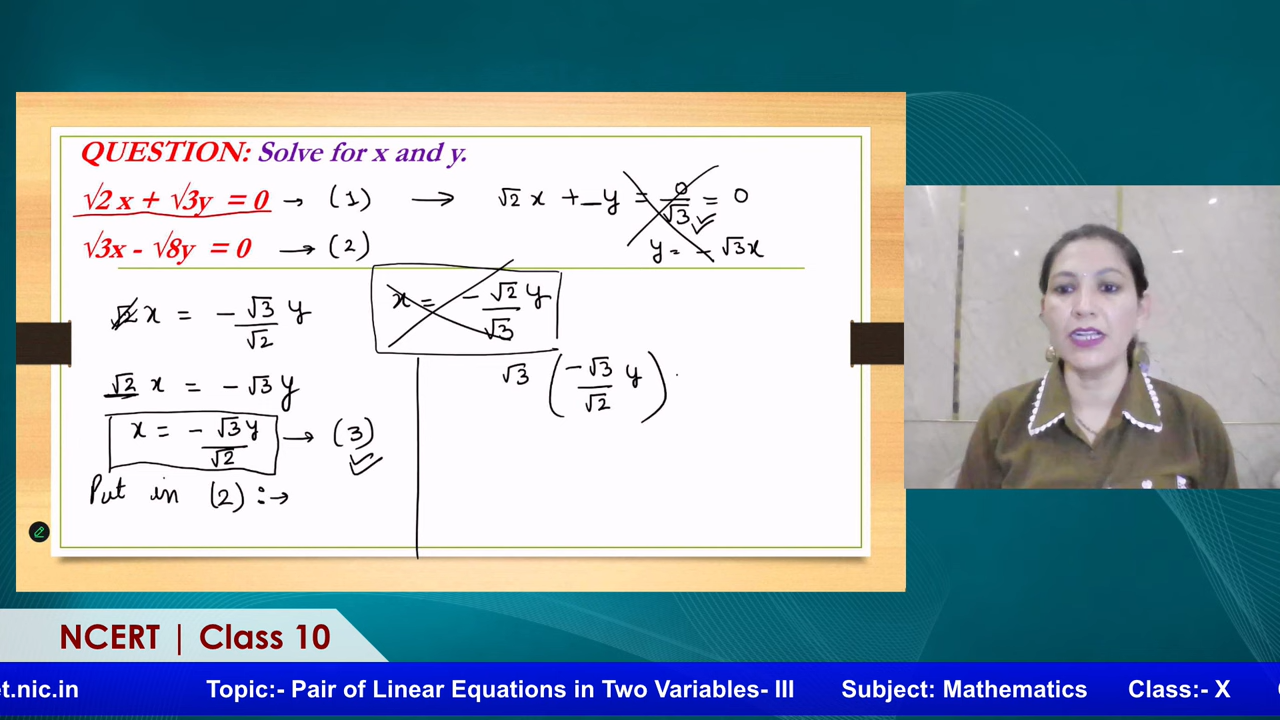 QUESTION: Solve for x and y.
√2 x + √3y = 0 → (1) → √2 x + y = 0/√3 = 0
y = - √3x
√3x - √8y = 0 → (2)
√2 x = - √3/√2 y
x = - √2/√3 y
√2 x = - √3 y
√3 (-√3/√2 y)
x = - √3y/√2 → (3)
Put in (2) :→
NCERT | Class 10
et.nic.in Topic:- Pair of Linear Equations in Two Variables- III Subject: Mathematics Class:- X